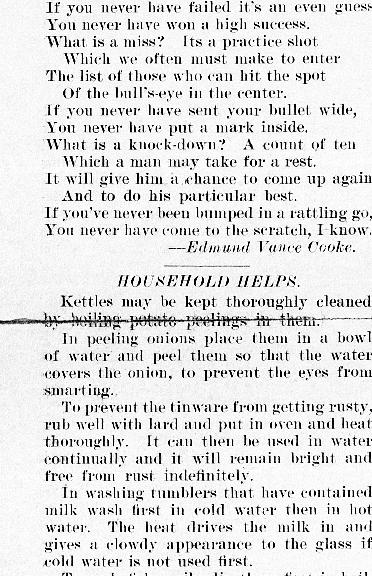 If you never have failed it's an even guess
You never have won a high success.
What is a miss? Its a practice shot
Which we often must make to enter
The list of those who can hit the spot
Of the bull's-eye in the center.
If you never have sent your bullet wide,
You never have put a mark inside.
What is a knock-down? A count of ten
Which a man may take for a rest.
It will give him a chance to come up again
And to do his particular best.
If you've never been bumped in a rattling go,
You never have come to the scratch, I know.
—Edmund Vance Cooke.
HOUSEHOLD HELPS.
Kettles may be kept thoroughly cleaned
by boiling potato peelings in them.
In peeling onions place them in a bowl
of water and peel them so that the water
covers the onion, to prevent the eyes from
smarting.
To prevent the tinware from getting rusty,
rub well with lard and put in oven and heat
thoroughly. It can then be used in water
continually and it will remain bright and
free from rust indefinitely.
In washing tumblers that have contained
milk wash first in cold water then in hot
water. The heat drives the milk in and
gives a clowdy appearance to the glass if
cold water is not used first.